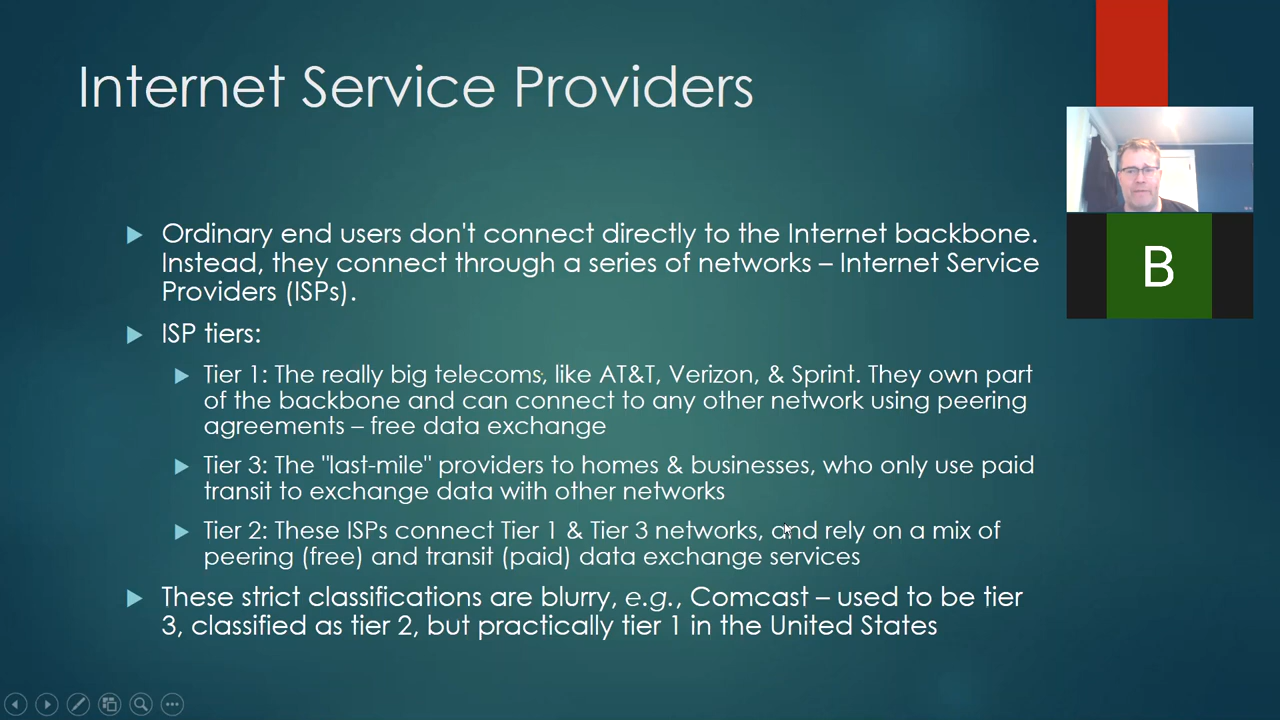 Internet Service Providers
Ordinary end users don't connect directly to the Internet backbone.
Instead, they connect through a series of networks – Internet Service
Providers (ISPs).
ISP tiers:
Tier 1: The really big telecoms, like AT&T, Verizon, & Sprint. They own part
of the backbone and can connect to any other network using peering
agreements – free data exchange
Tier 3: The "last-mile" providers to homes & businesses, who only use paid
transit to exchange data with other networks
Tier 2: These ISPs connect Tier 1 & Tier 3 networks, and rely on a mix of
peering (free) and transit (paid) data exchange services
These strict classifications are blurry, e.g., Comcast – used to be tier
3, classified as tier 2, but practically tier 1 in the United States
B